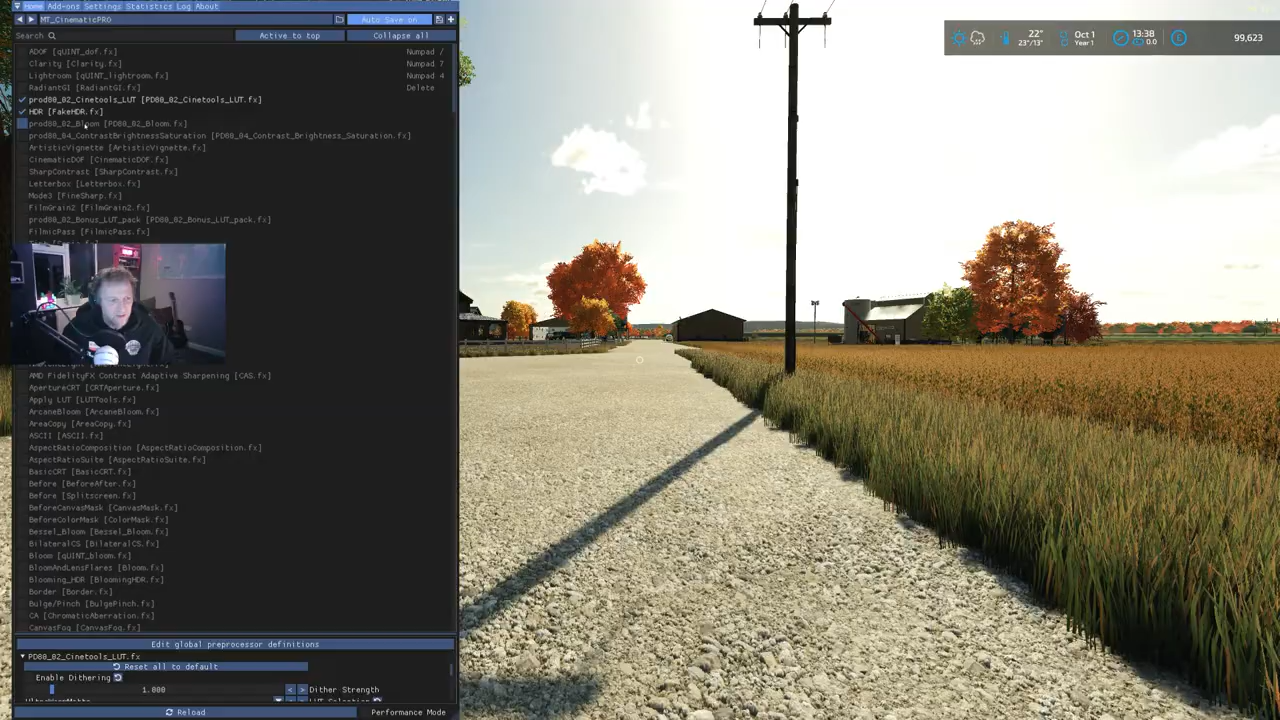 Home Add-ons Settings Statistics Log About
MT_CinematicPRO Auto Save on
Search Active to top Collapse all
ADOF [qUINT_dof.fx] Numpad /
Clarity [Clarity.fx] Numpad 7
Lightroom [qUINT_lightroom.fx] Numpad 4
RadiantGI [RadiantGI.fx] Delete
prod80_02_Cinetools_LUT [PD80_02_Cinetools_LUT.fx]
HDR [FakeHDR.fx]
prod80_02_Bloom [PD80_02_Bloom.fx]
prod80_04_ContrastBrightnessSaturation [PD80_04_Contrast_Brightness_Saturation.fx]
ArtisticVignette [ArtisticVignette.fx]
CinematicDOF [CinematicDOF.fx]
SharpContrast [SharpContrast.fx]
Letterbox [Letterbox.fx]
Mode3 [FineSharp.fx]
FilmGrain2 [FilmGrain2.fx]
prod80_02_Bonus_LUT_pack [PD80_02_Bonus_LUT_pack.fx]
FilmicPass [FilmicPass.fx]
AMD FidelityFX Contrast Adaptive Sharpening [CAS.fx]
ApertureCRT [CRTAperture.fx]
Apply LUT [LUTTools.fx]
ArcaneBloom [ArcaneBloom.fx]
AreaCopy [AreaCopy.fx]
ASCII [ASCII.fx]
AspectRatioComposition [AspectRatioComposition.fx]
AspectRatioSuite [AspectRatioSuite.fx]
BasicCRT [BasicCRT.fx]
Before [BeforeAfter.fx]
Before [Splitscreen.fx]
BeforeCanvasMask [CanvasMask.fx]
BeforeColorMask [ColorMask.fx]
Bessel_Bloom [Bessel_Bloom.fx]
BilateralCS [BilateralCS.fx]
Bloom [qUINT_bloom.fx]
BloomAndLensFlares [Bloom.fx]
Blooming_HDR [BloomingHDR.fx]
Border [Border.fx]
Bulge/Pinch [BulgePinch.fx]
CA [ChromaticAberration.fx]
CanvasFog [CanvasFog.fx]
Edit global preprocessor definitions
PD80_02_Cinetools_LUT.fx
Reset all to default
Enable Dithering
1.000 < > Dither Strength
LUT Selection
Reload Performance Mode
22° 23°/13°
Oct 1 Year 1
13:38 0.0
99,623